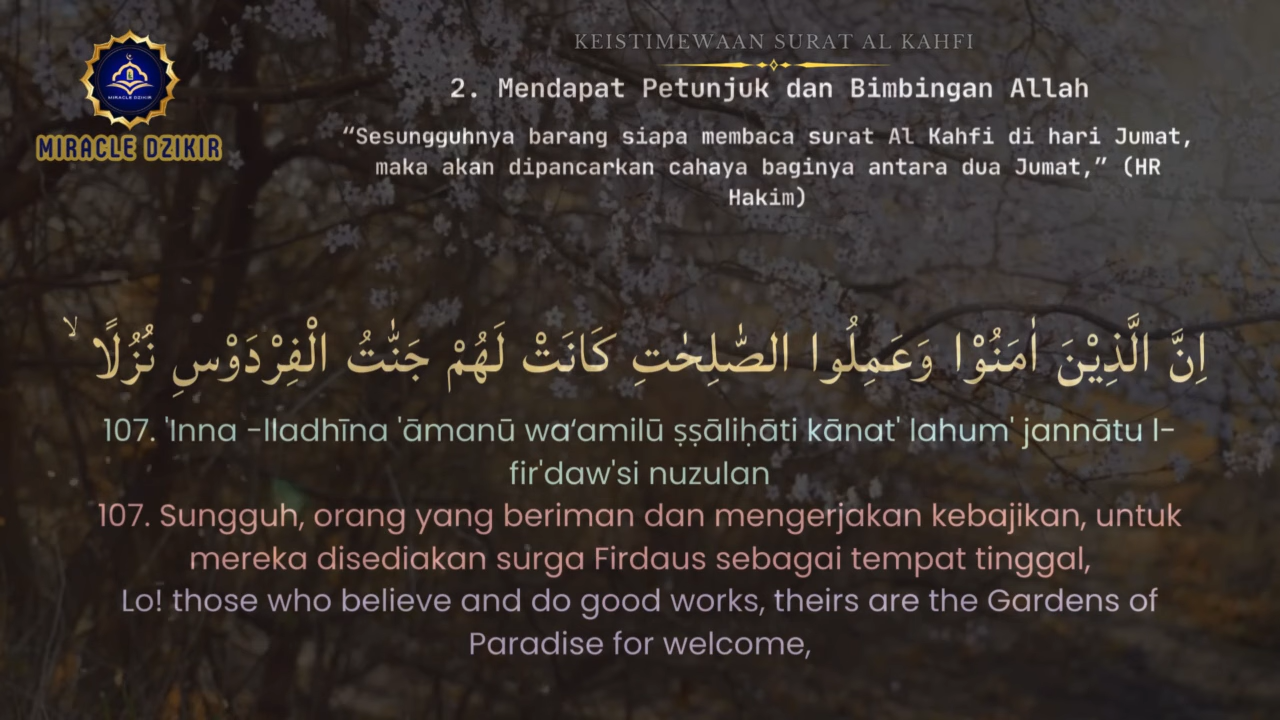 KEISTIMEWAAN SURAT AL KAHFI
2. Mendapat Petunjuk dan Bimbingan Allah
“Sesungguhnya barang siapa membaca surat Al Kahfi di hari Jumat,
maka akan dipancarkan cahaya baginya antara dua Jumat,” (HR
Hakim)
MIRACLE DZIKIR
MIRACLE DZIKIR
اِنَّ الَّذِيْنَ اٰمَنُوْا وَعَمِلُوا الصّٰلِحٰتِ كَانَتْ لَهُمْ جَنّٰتُ الْفِرْدَوْسِ نُزُلًا ۙ
107. 'Inna -lladhīna 'āmanū wa‘amilū ṣṣāliḥāti kānat' lahum' jannātu l-
fir'daw'si nuzulan
107. Sungguh, orang yang beriman dan mengerjakan kebajikan, untuk
mereka disediakan surga Firdaus sebagai tempat tinggal,
Lo! those who believe and do good works, theirs are the Gardens of
Paradise for welcome,